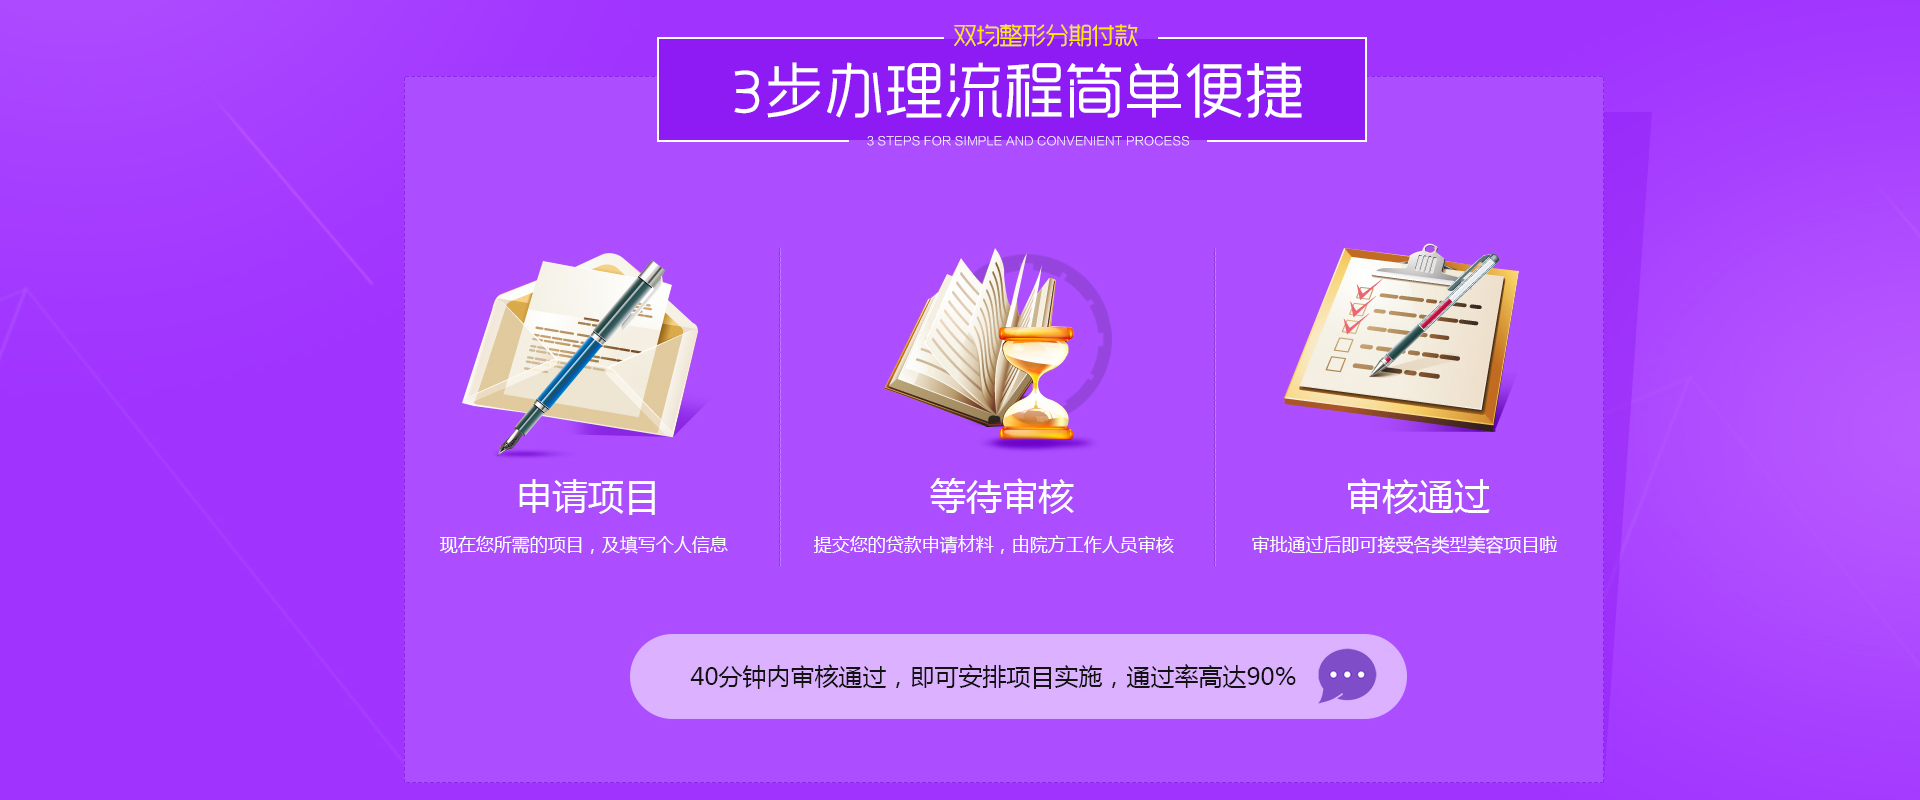 双均整形分期付款
3步办理流程简单便捷
3 STEPS FOR SIMPLE AND CONVENIENT PROCESS
申请项目
现在您所需的项目，及填写个人信息
等待审核
提交您的贷款申请材料，由院方工作人员审核
审核通过
审批通过后即可接受各类型美容项目啦
40分钟内审核通过，即可安排项目实施，通过率高达90%